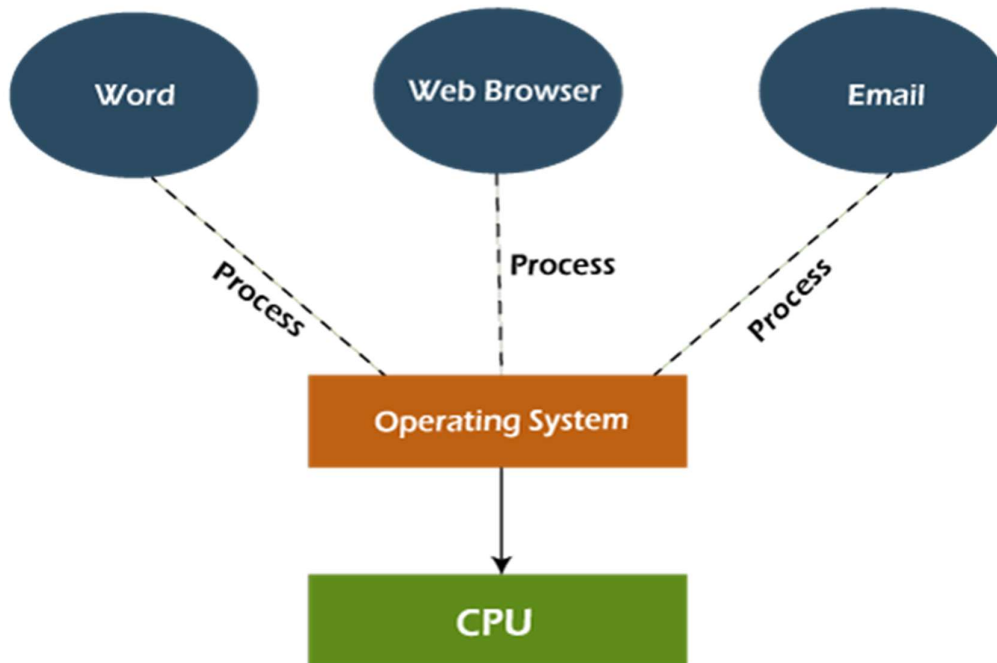 Word
Web Browser
Email
Process
Process
Process
Operating System
CPU